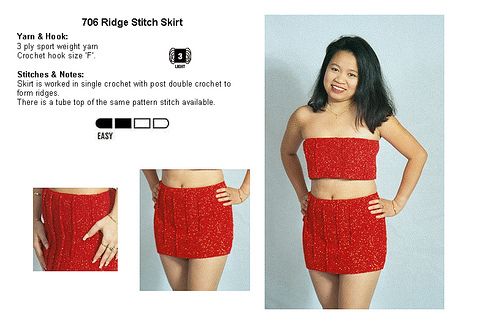 706 Ridge Stitch Skirt
Yarn & Hook:
3 ply sport weight yarn
Crochet hook size "F".
3
LIGHT
Stitches & Notes:
Skirt is worked in single crochet with post double crochet to
form ridges.
There is a tube top of the same pattern stitch available.
EASY